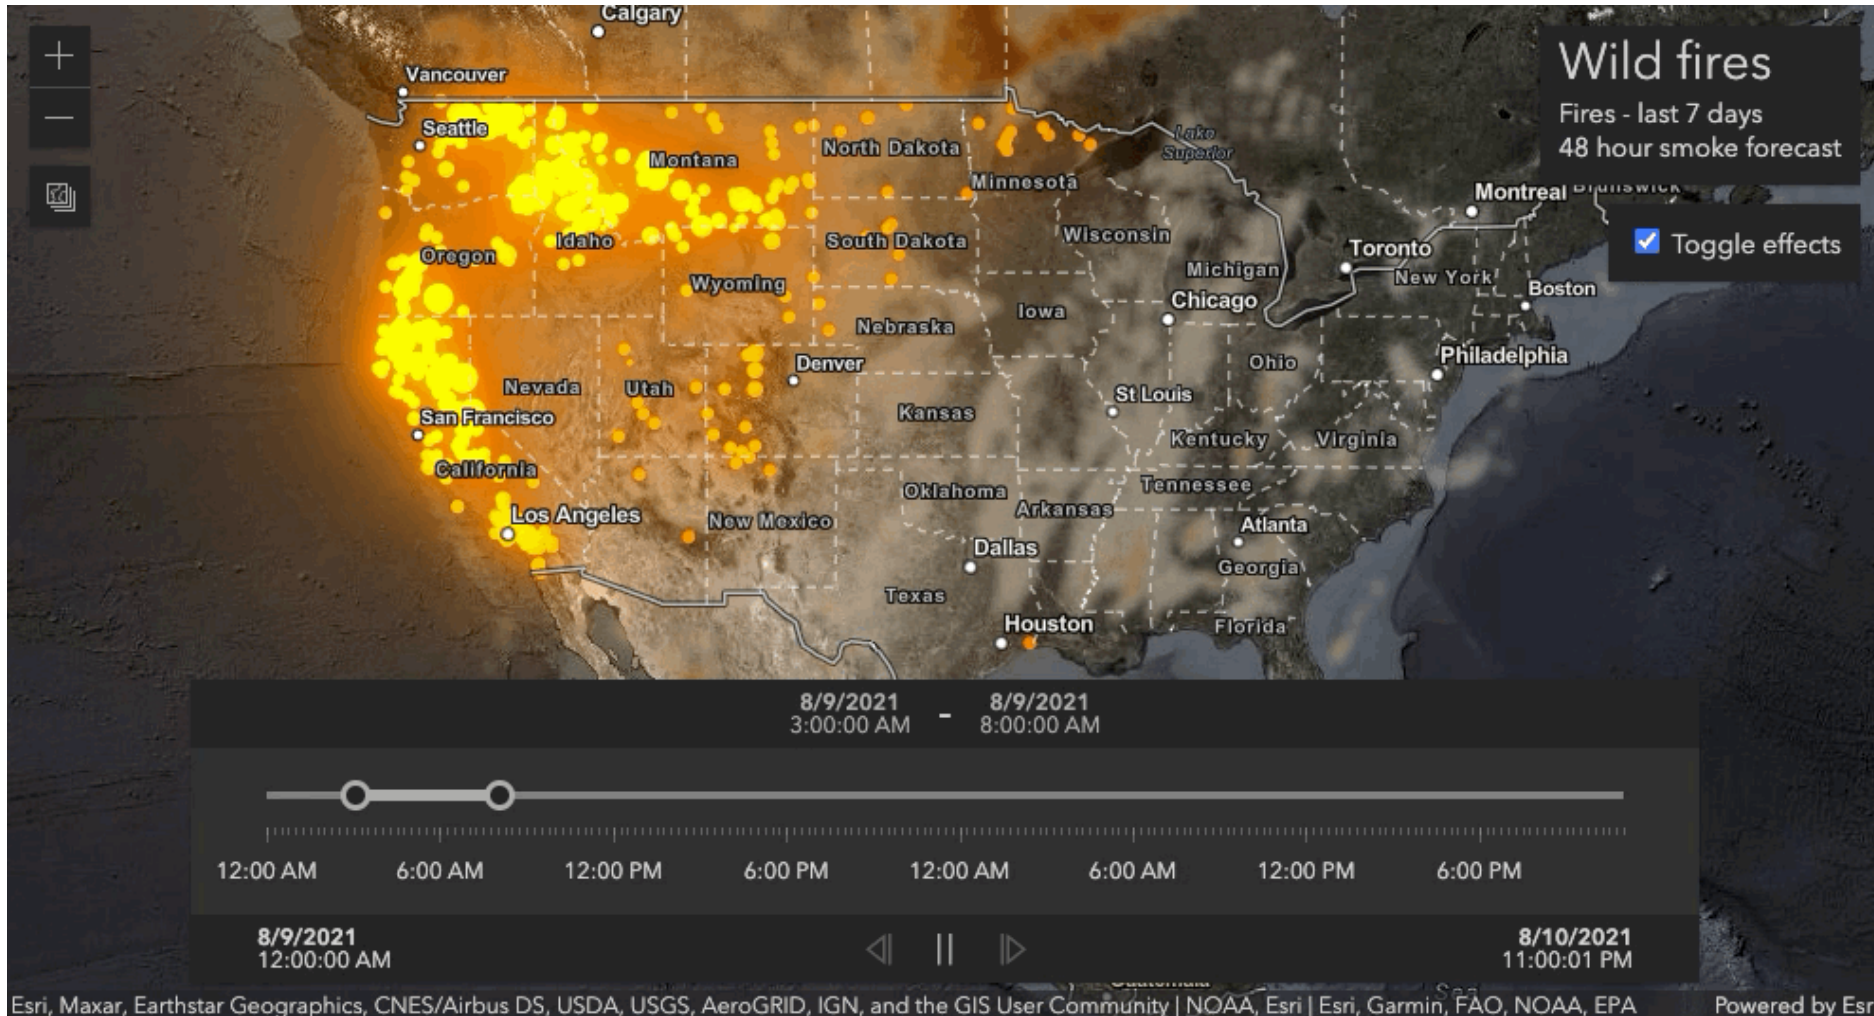 Calgary
Wild fires
Fires - last 7 days
48 hour smoke forecast
Vancouver
Seattle
Lake
Superior
Montana
North Dakota
Minnesota
Montreal
Brunswick
Oregon
Idaho
South Dakota
Wisconsin
Toronto
Toggle effects
Wyoming
Michigan
New York
Boston
Chicago
Iowa
Nebraska
Denver
Ohio
Philadelphia
Nevada
Utah
Kansas
St Louis
San Francisco
Kentucky
Virginia
California
Oklahoma
Arkansas
Tennessee
Los Angeles
New Mexico
Atlanta
Dallas
Georgia
Texas
Houston
Florida
8/9/2021 - 8/9/2021
3:00:00 AM 8:00:00 AM
12:00 AM 6:00 AM 12:00 PM 6:00 PM 12:00 AM 6:00 AM 12:00 PM 6:00 PM
8/9/2021 8/10/2021
12:00:00 AM 11:00:01 PM
Guatemala
Sea
Esri, Maxar, Earthstar Geographics, CNES/Airbus DS, USDA, USGS, AeroGRID, IGN, and the GIS User Community | NOAA, Esri | Esri, Garmin, FAO, NOAA, EPA Powered by Esr